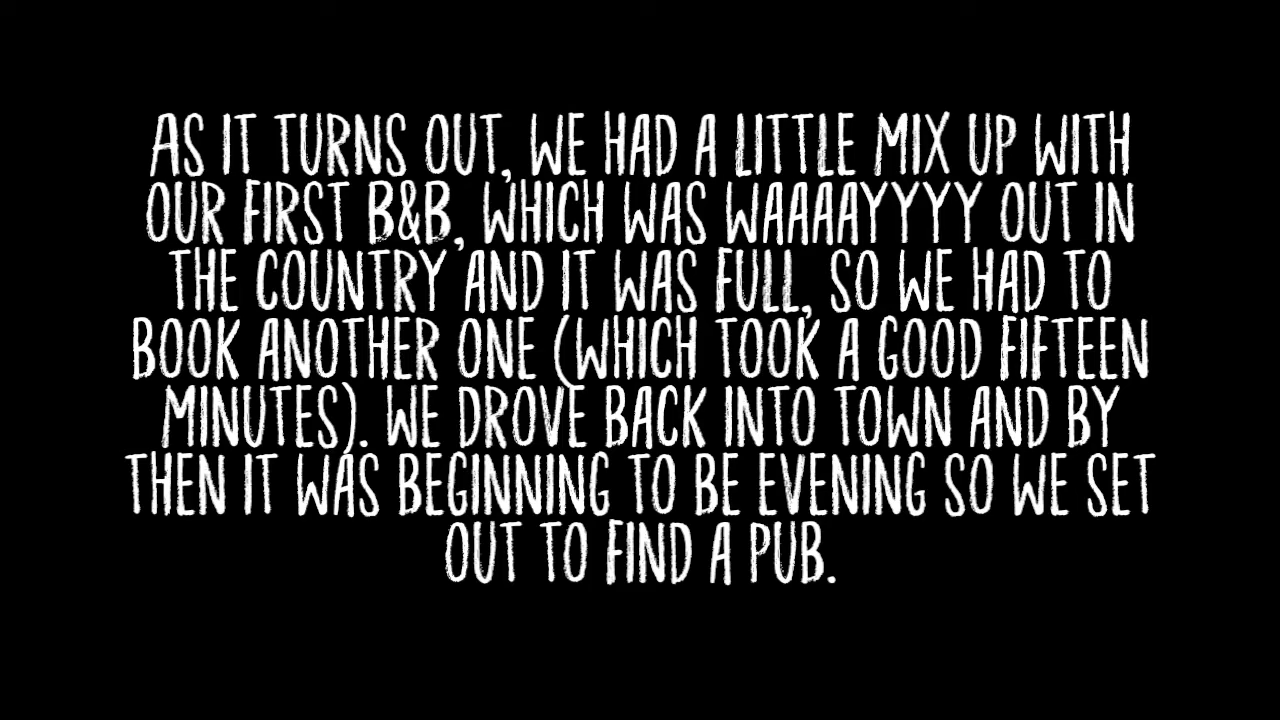 AS IT TURNS OUT, WE HAD A LITTLE MIX UP WITH
OUR FIRST B&B, WHICH WAS WAAAAYYYY OUT IN
THE COUNTRY AND IT WAS FULL, SO WE HAD TO
BOOK ANOTHER ONE (WHICH TOOK A GOOD FIFTEEN
MINUTES). WE DROVE BACK INTO TOWN AND BY
THEN IT WAS BEGINNING TO BE EVENING SO WE SET
OUT TO FIND A PUB.